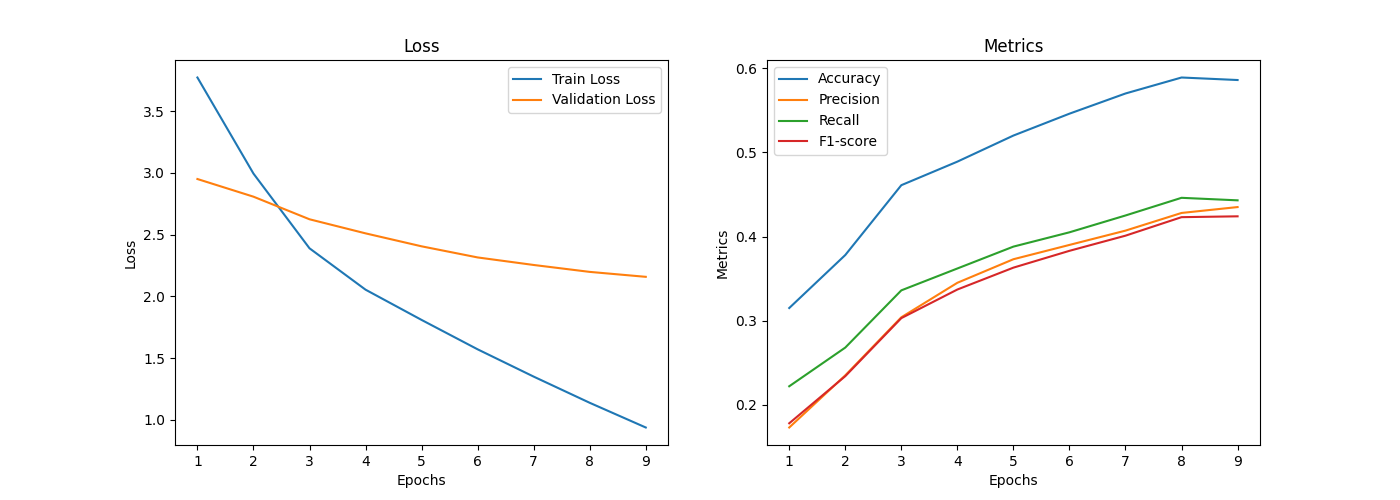 Loss
Train Loss
Validation Loss
3.5
3.0
2.5
2.0
1.5
1.0
Loss
1 2 3 4 5 6 7 8 9
Epochs
Metrics
Accuracy
Precision
Recall
F1-score
0.6
0.5
0.4
0.3
0.2
Metrics
1 2 3 4 5 6 7 8 9
Epochs